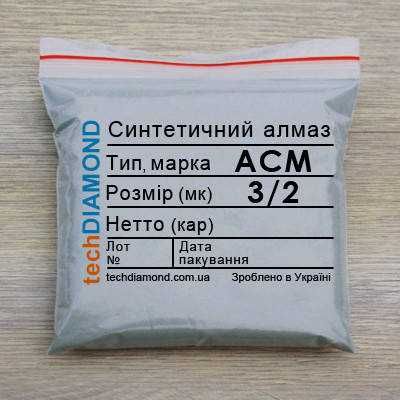 techDIAMOND
Синтетичний алмаз
Тип, марка АСМ
Розмір (мк) 3/2
Нетто (кар)
Лот №
Дата пакування
techdiamond.com.ua Зроблено в Україні